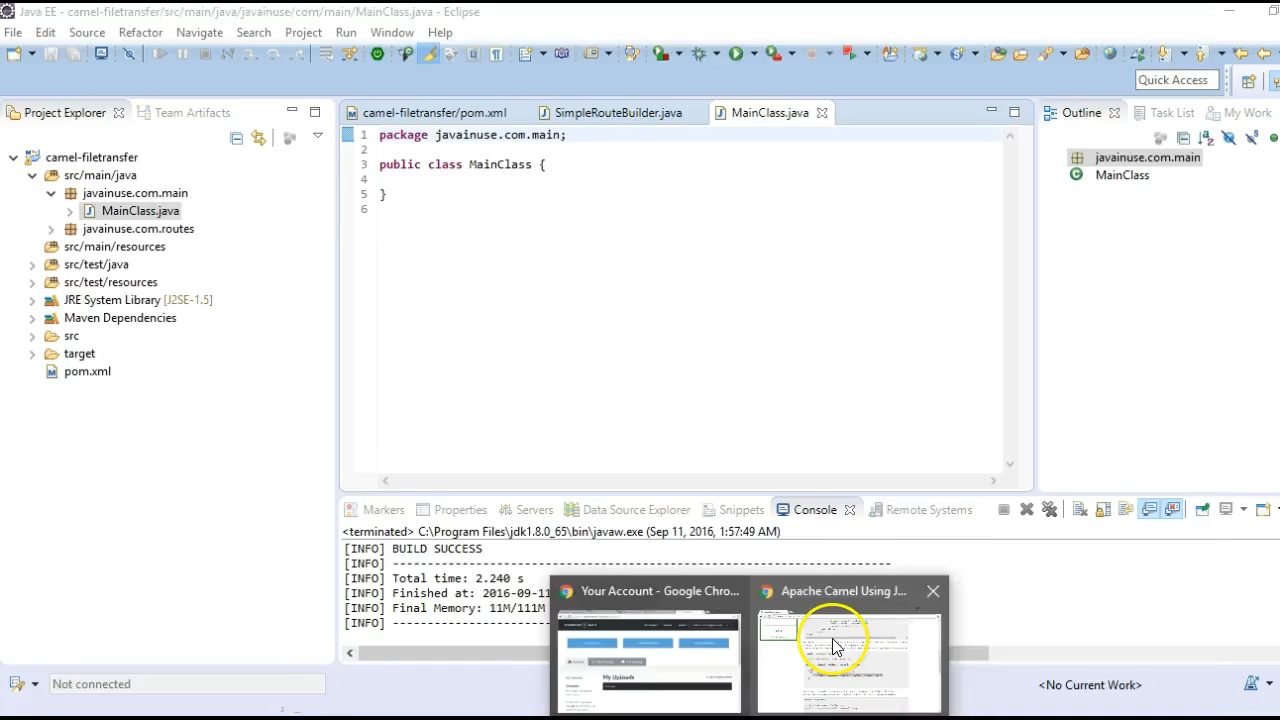 Java EE - camel-filetransfer/src/main/java/javainuse/com/main/MainClass.java - Eclipse
File Edit Source Refactor Navigate Search Project Run Window Help
Quick Access
Project Explorer
Team Artifacts
camel-filetransfer
src/main/java
javainuse.com.main
MainClass.java
javainuse.com.routes
src/main/resources
src/test/java
src/test/resources
JRE System Library [J2SE-1.5]
Maven Dependencies
src
target
pom.xml
camel-filetransfer/pom.xml
SimpleRouteBuilder.java
MainClass.java
1 package javainuse.com.main;
2
3 public class MainClass {
4
5 }
6
Outline
Task List
My Work
javainuse.com.main
MainClass
Markers Properties Servers Data Source Explorer Snippets Console Remote Systems
<terminated> C:\Program Files\jdk1.8.0_65\bin\javaw.exe (Sep 11, 2016, 1:57:49 AM)
[INFO] BUILD SUCCESS
[INFO] ------------------------------------------------------------------------
[INFO] Total time: 2.240 s
[INFO] Finished at: 2016-09-11
[INFO] Final Memory: 11M/111M
[INFO] ------------------------------------------------------------------------
Your Account - Google Chro...
Apache Camel Using J...
My Uploads
Not connected
<No Current Work>